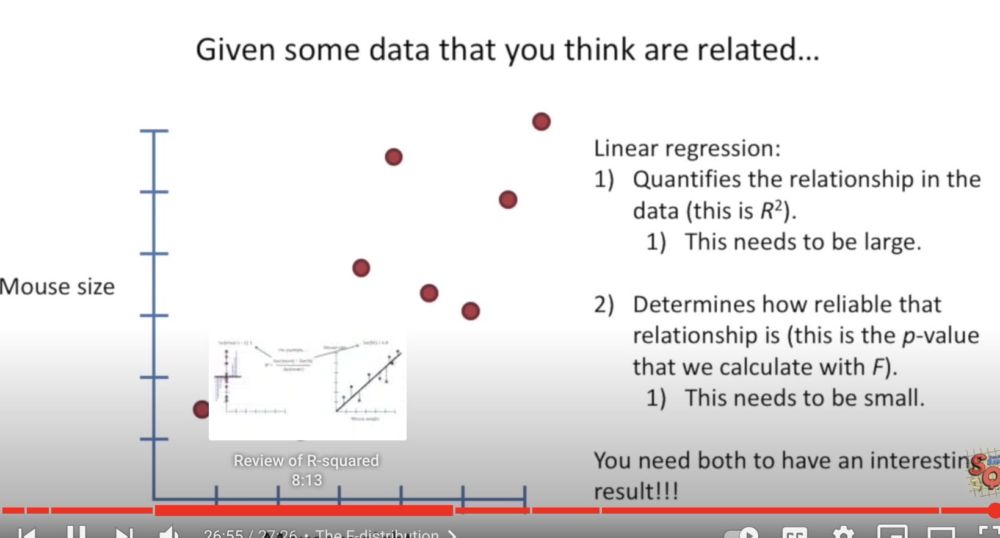 Given some data that you think are related...
Linear regression:
1) Quantifies the relationship in the
data (this is R²).
1) This needs to be large.
Mouse size
2) Determines how reliable that
relationship is (this is the p-value
that we calculate with F).
1) This needs to be small.
Review of R-squared
8:13
You need both to have an interesting
result!!!
26:55 / 27:26 • The F-distribution
CC